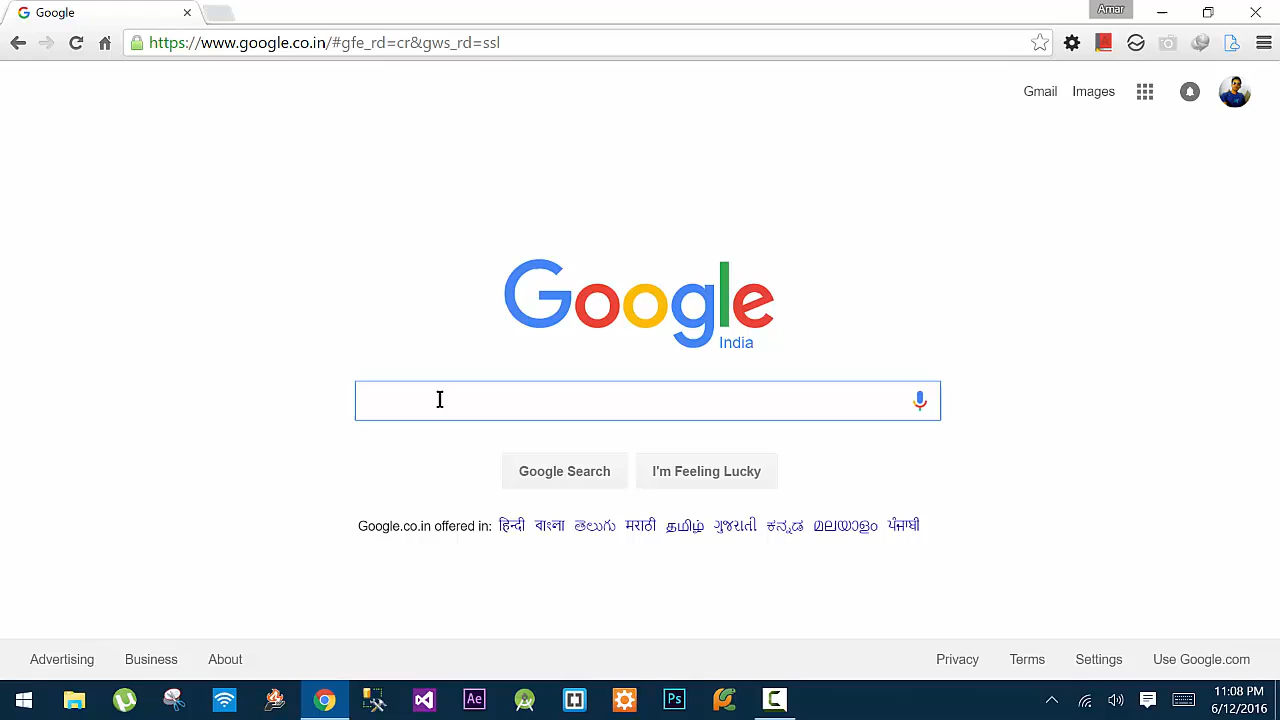 Google
Amar
https://www.google.co.in/#gfe_rd=cr&gws_rd=ssl
Gmail Images
Google
India
Google Search I'm Feeling Lucky
Google.co.in offered in: हिन्दी বাংলা తెలుగు मराठी தமிழ் ગુજરાતી ಕನ್ನಡ മലയാളം ਪੰਜਾਬੀ
Advertising Business About Privacy Terms Settings Use Google.com
Ae Ps C 11:08 PM
6/12/2016